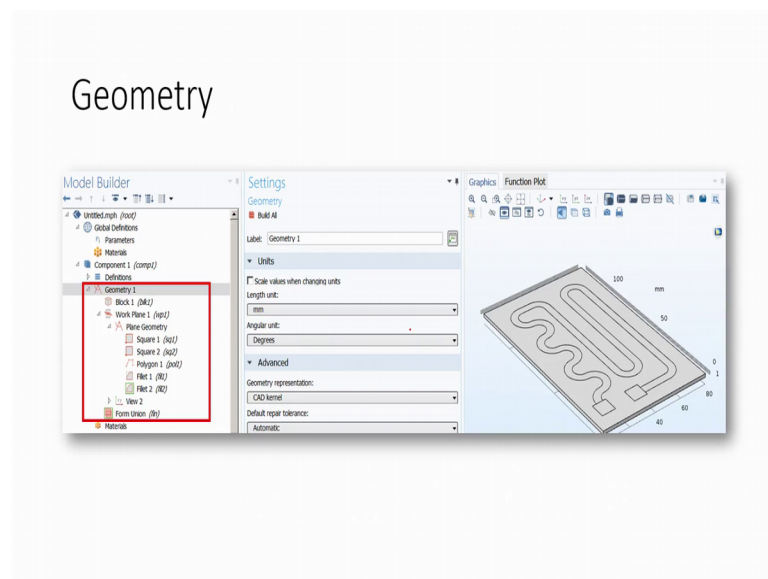 Geometry
Model Builder
Untitled.mph (root)
Global Definitions
Parameters
Materials
Component 1 (comp1)
Definitions
Geometry 1
Block 1 (blk1)
Work Plane 1 (wp1)
Plane Geometry
Square 1 (sq1)
Square 2 (sq2)
Polygon 1 (pol1)
Fillet 1 (fil1)
Fillet 2 (fil2)
View 2
Form Union (fin)
Materials
Settings
Geometry
Build All
Label: Geometry 1
Units
Scale values when changing units
Length unit:
mm
Angular unit:
Degrees
Advanced
Geometry representation:
CAD kernel
Default repair tolerance:
Automatic
Graphics Function Plot
100
mm
50
0
1
80
60
40